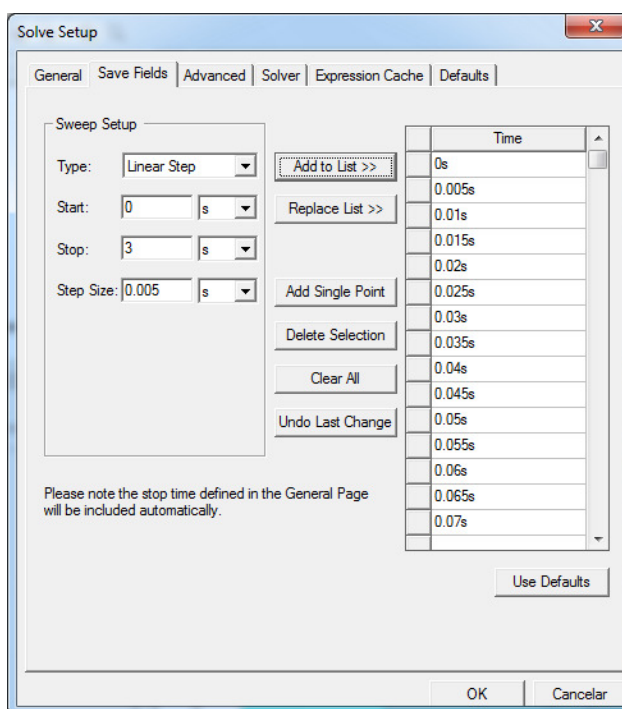 Solve Setup
General
Save Fields
Advanced
Solver
Expression Cache
Defaults
Sweep Setup
Type: Linear Step
Start: 0 s
Stop: 3 s
Step Size: 0.005 s
Add to List >>
Replace List >>
Add Single Point
Delete Selection
Clear All
Undo Last Change
Time
0s
0.005s
0.01s
0.015s
0.02s
0.025s
0.03s
0.035s
0.04s
0.045s
0.05s
0.055s
0.06s
0.065s
0.07s
Please note the stop time defined in the General Page
will be included automatically.
Use Defaults
OK
Cancelar